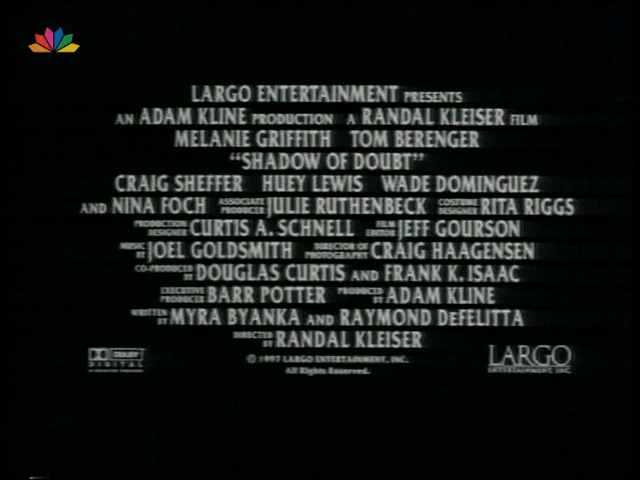 LARGO ENTERTAINMENT PRESENTS
AN ADAM KLINE PRODUCTION A RANDAL KLEISER FILM
MELANIE GRIFFITH TOM BERENGER
"SHADOW OF DOUBT"
CRAIG SHEFFER HUEY LEWIS WADE DOMINGUEZ
AND NINA FOCH ASSOCIATE PRODUCER JULIE RUTHENBECK COSTUME DESIGNER RITA RIGGS
PRODUCTION DESIGNER CURTIS A. SCHNELL FILM EDITOR JEFF GOURSON
MUSIC BY JOEL GOLDSMITH DIRECTOR OF PHOTOGRAPHY CRAIG HAAGENSEN
CO-PRODUCED BY DOUGLAS CURTIS AND FRANK K. ISAAC
EXECUTIVE PRODUCER BARR POTTER PRODUCED BY ADAM KLINE
WRITTEN BY MYRA BYANKA AND RAYMOND DEFELITTA
DIRECTED BY RANDAL KLEISER
DOLBY
DIGITAL
© 1997 LARGO ENTERTAINMENT, INC.
All Rights Reserved.
LARGO
ENTERTAINMENT, INC.